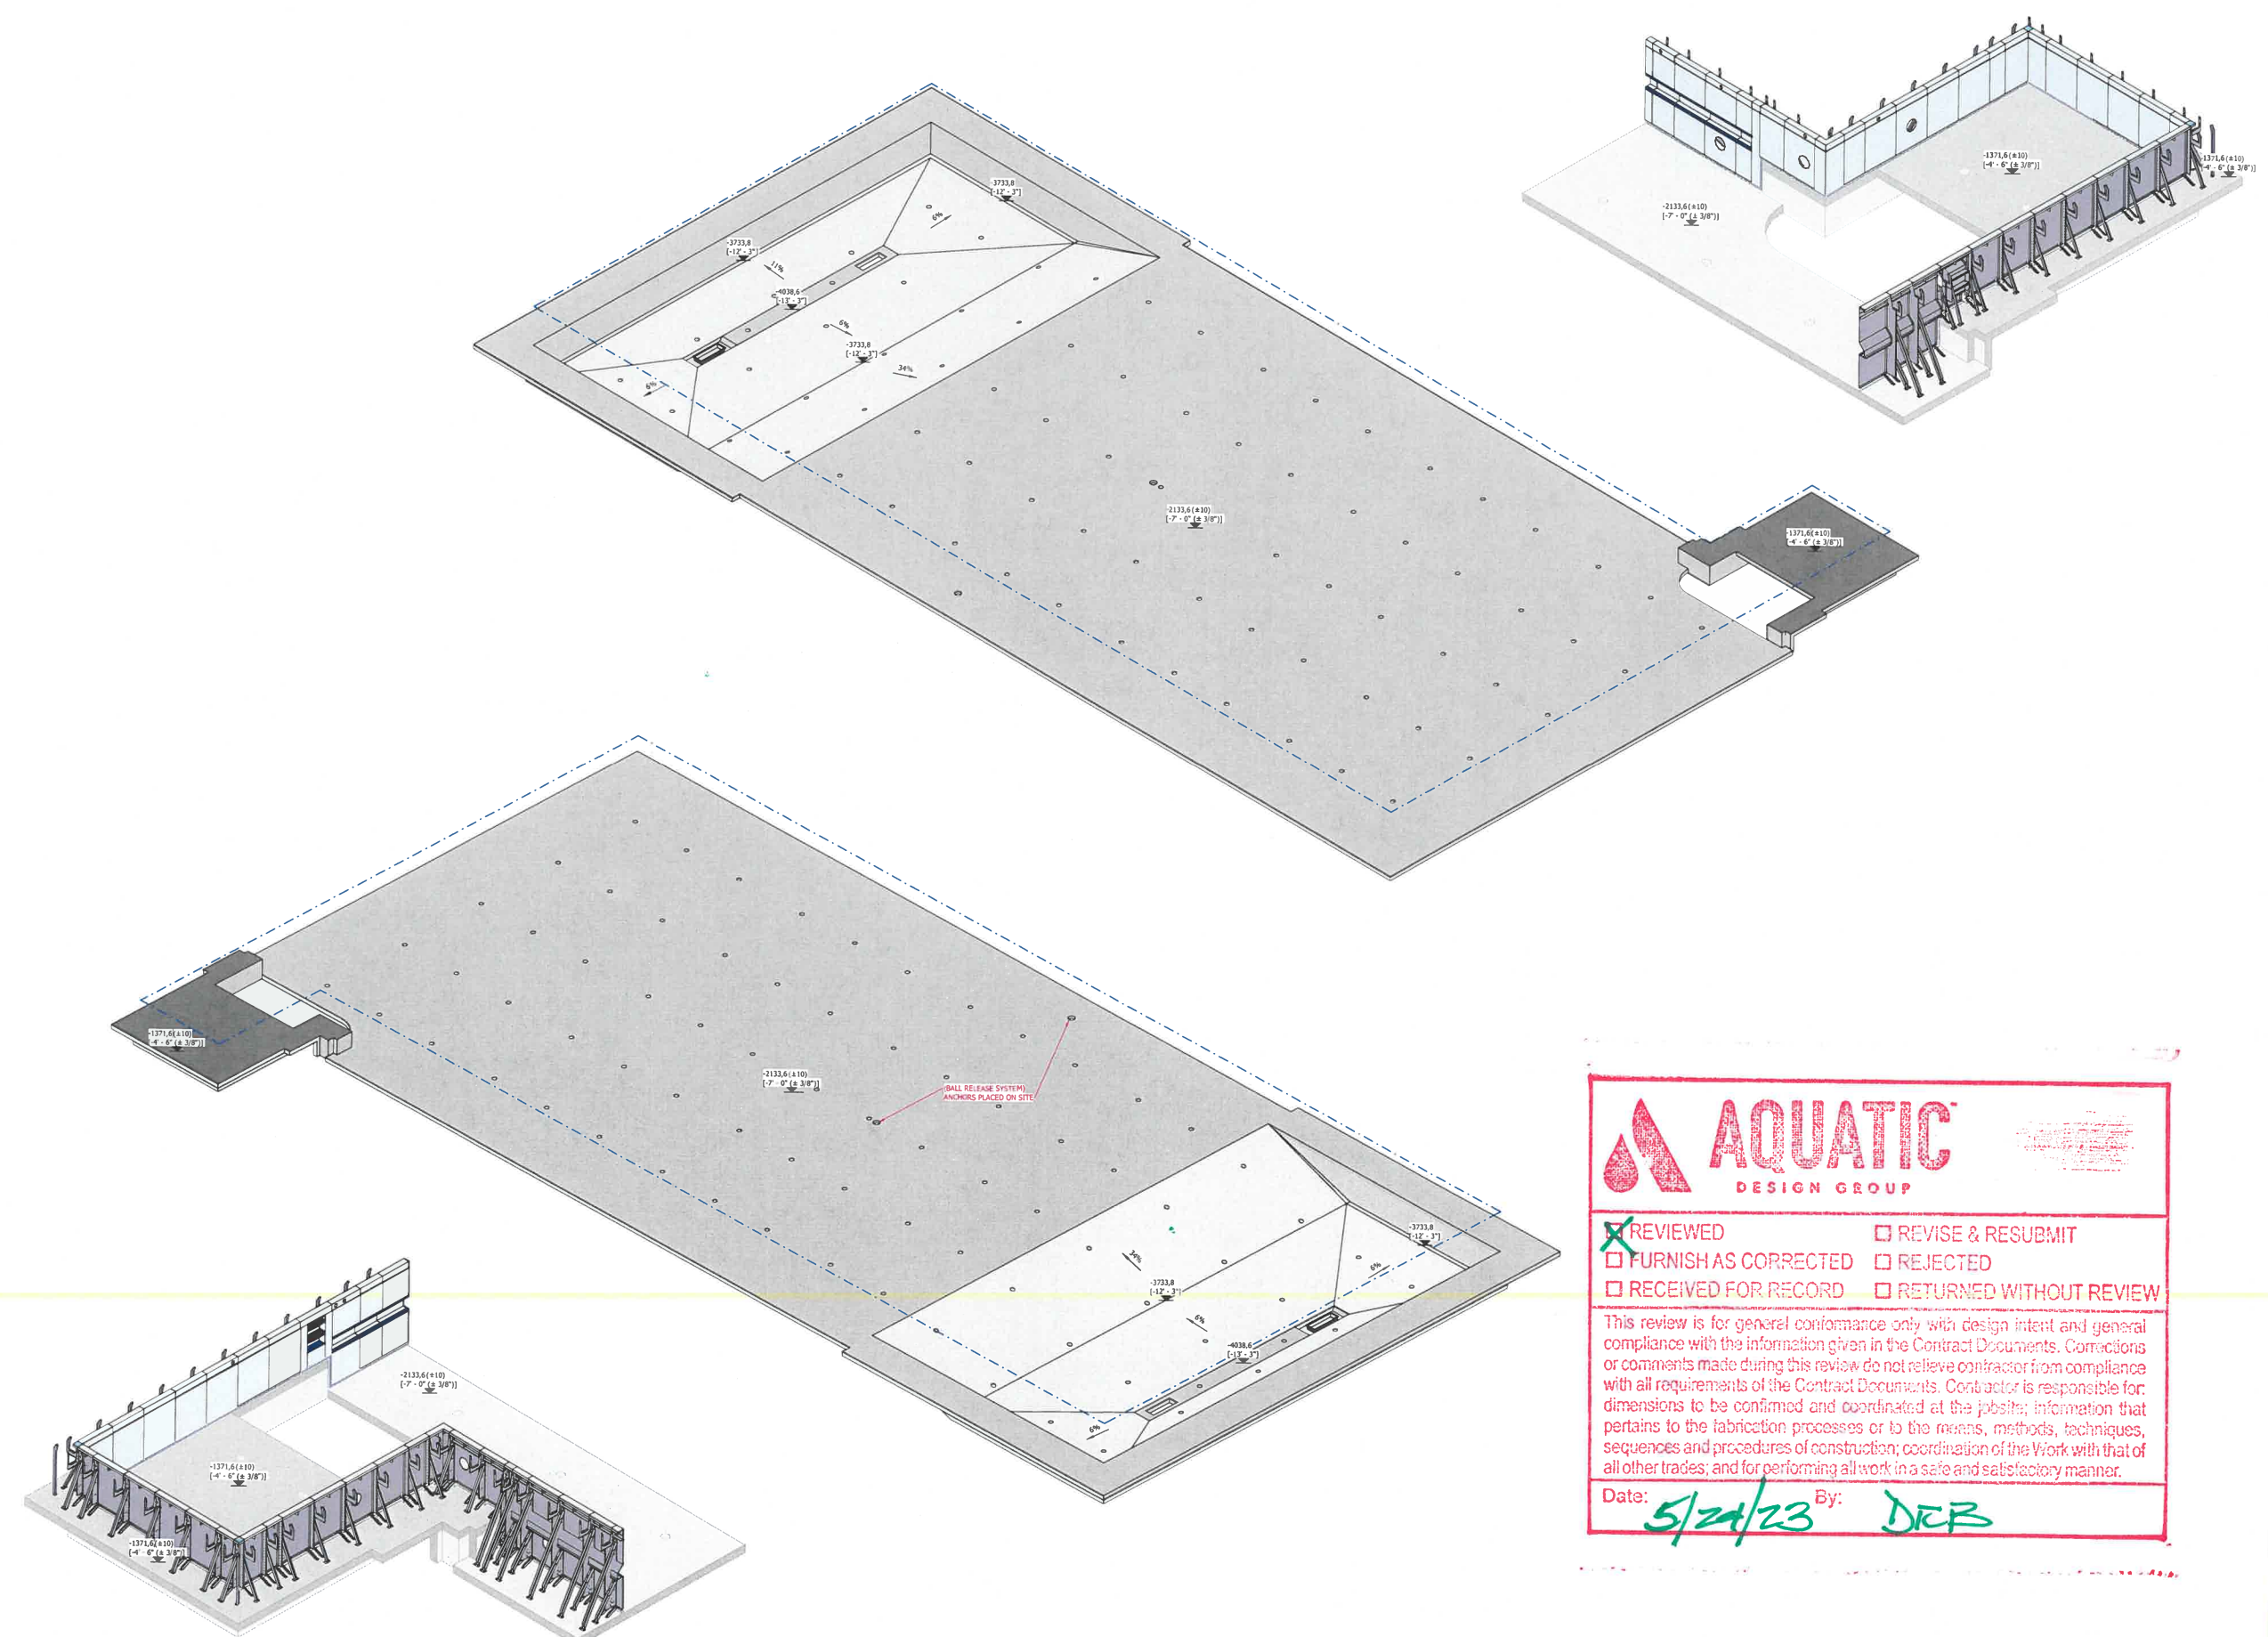 -1371,6(±10)
[-4' - 6" (± 3/8")]
-1371,6(±10)
[-4' - 6" (± 3/8")]
-2133,6(±10)
[-7' - 0" (± 3/8")]
-3733,8
[-12' - 3"]
6%
-3733,8
[-12' - 3"]
11%
-4038,6
[-13' - 3"]
6%
-3733,8
[-12' - 3"]
34%
6%
-2133,6(±10)
[-7' - 0" (± 3/8")]
-1371,6(±10)
[-4' - 6" (± 3/8")]
-1371,6(±10)
[-4' - 6" (± 3/8")]
-2133,6(±10)
[-7' - 0" (± 3/8")]
(BALL RELEASE SYSTEM)
ANCHORS PLACED ON SITE
-3733,8
[-12' - 3"]
34%
6%
-3733,8
[-12' - 3"]
6%
-4038,6
[-13' - 3"]
6%
-2133,6(±10)
[-7' - 0" (± 3/8")]
-1371,6(±10)
[-4' - 6" (± 3/8")]
-1371,6(±10)
[-4' - 6" (± 3/8")]
AQUATIC
DESIGN GROUP
REVIEWED REVISE & RESUBMIT
FURNISH AS CORRECTED REJECTED
RECEIVED FOR RECORD RETURNED WITHOUT REVIEW
This review is for general conformance only with design intent and general
compliance with the information given in the Contract Documents. Corrections
or comments made during this review do not relieve contractor from compliance
with all requirements of the Contract Documents. Contractor is responsible for:
dimensions to be confirmed and coordinated at the jobsite; information that
pertains to the fabrication processes or to the means, methods, techniques,
sequences and procedures of construction; coordination of the Work with that of
all other trades; and for performing all work in a safe and satisfactory manner.
Date: 5/24/23 By: